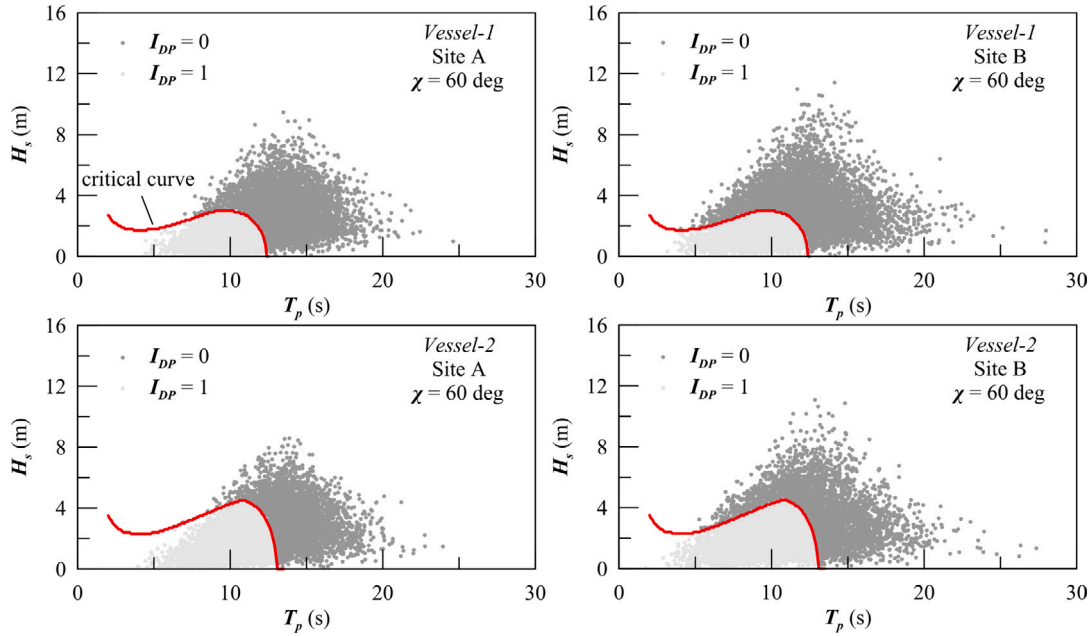 16
12
8
4
0
H_s (m)
I_DP = 0
I_DP = 1
Vessel-1
Site A
χ = 60 deg
critical curve
0
10
20
30
T_p (s)
16
12
8
4
0
H_s (m)
I_DP = 0
I_DP = 1
Vessel-1
Site B
χ = 60 deg
0
10
20
30
T_p (s)
16
12
8
4
0
H_s (m)
I_DP = 0
I_DP = 1
Vessel-2
Site A
χ = 60 deg
0
10
20
30
T_p (s)
16
12
8
4
0
H_s (m)
I_DP = 0
I_DP = 1
Vessel-2
Site B
χ = 60 deg
0
10
20
30
T_p (s)